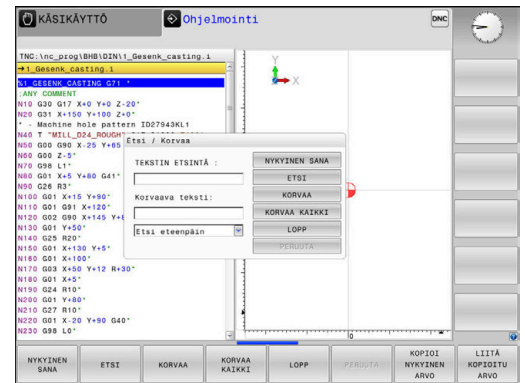 KÄSIKÄYTTÖ
Ohjelmointi
DNC
TNC:\nc_prog\BHB\DIN\1_Gesenk_casting.i
→1_Gesenk_casting.i
%1_GESENK_CASTING G71 *
;ANY COMMENT
N10 G30 G17 X+0 Y+0 Z-20*
N20 G31 X+150 Y+100 Z+0*
* - Machine hole pattern ID27943KL1
N40 T "MILL_D24_ROUGH"
N50 G00 G90 X-25 Y+65
N60 G00 Z-5*
N70 G98 L1*
N80 G01 X+5 Y+80 G41*
N90 G26 R3*
N100 G01 X+15 Y+90*
N110 G01 G91 X+120*
N120 G02 G90 X+145 Y+
N130 G01 Y+50*
N140 G25 R20*
N150 G01 X+130 Y+5*
N160 G01 X+100*
N170 G03 X+50 Y+12 R+30*
N180 G01 X+5*
N190 G24 R10*
N200 G01 Y+80*
N210 G27 R10*
N220 G01 X-20 Y+90 G40*
N230 G98 L0*
Y
X
0
Etsi / Korvaa
TEKSTIN ETSINTÄ :
Korvaava teksti:
Etsi eteenpäin
NYKYINEN SANA
ETSI
KORVAA
KORVAA KAIKKI
LOPP
PERUUTA
NYKYINEN SANA
ETSI
KORVAA
KORVAA KAIKKI
LOPP
PERUUTA
KOPIOI NYKYINEN ARVO
LIITÄ KOPIOITU ARVO